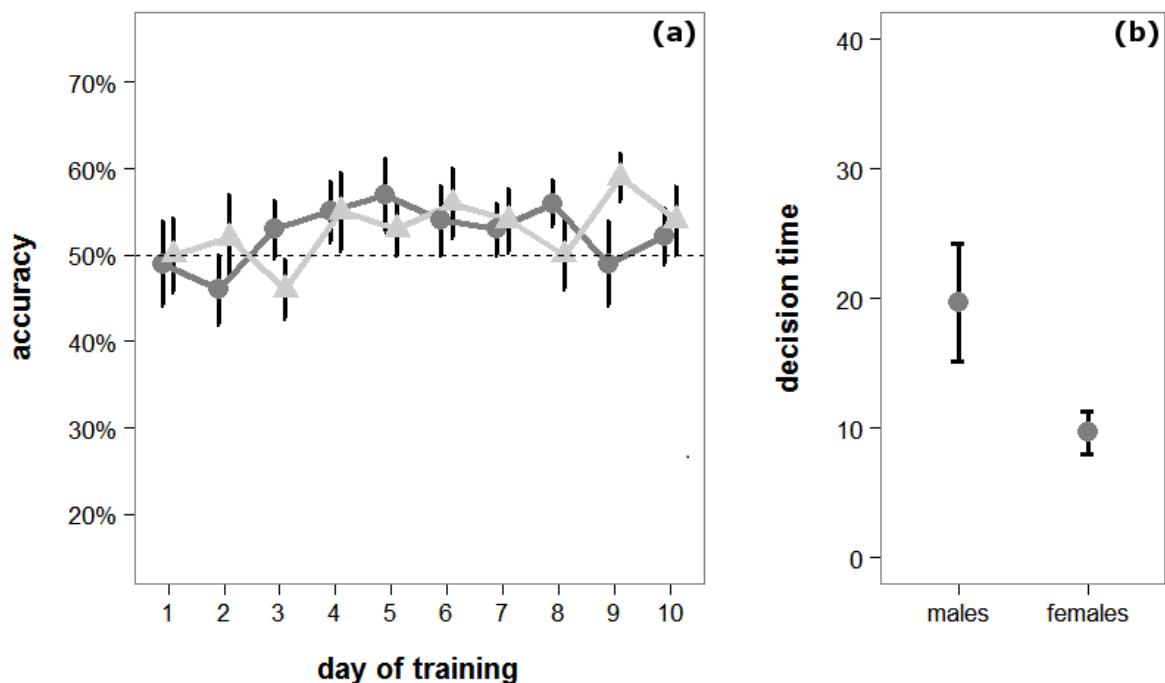 (a)
accuracy
70%
60%
50%
40%
30%
20%
1 2 3 4 5 6 7 8 9 10
day of training
(b)
decision time
40
30
20
10
0
males females